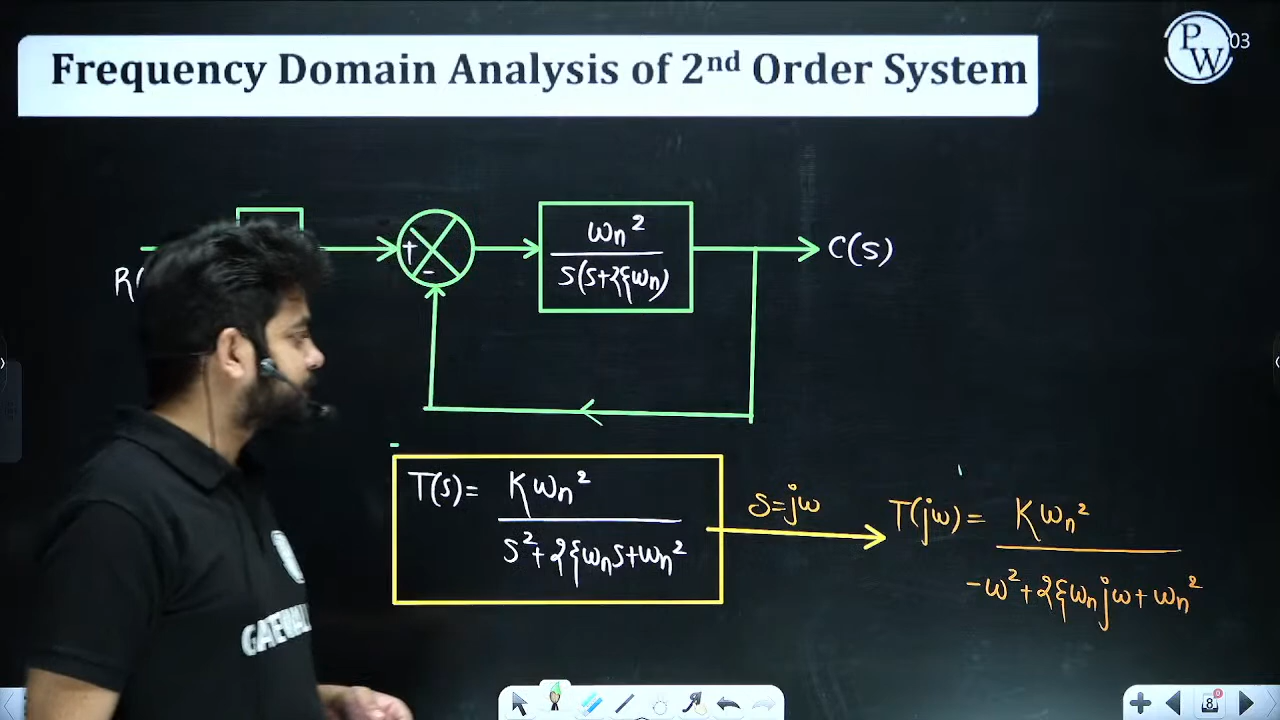 Frequency Domain Analysis of 2nd Order System
PW
03
R(
+
-
ωn²
s(s+2ξωn)
C(s)
T(s)= Kωn²
s²+2ξωns+ωn²
s=jω
T(jω)= Kωn²
-ω²+2ξωnjω+ωn²
8